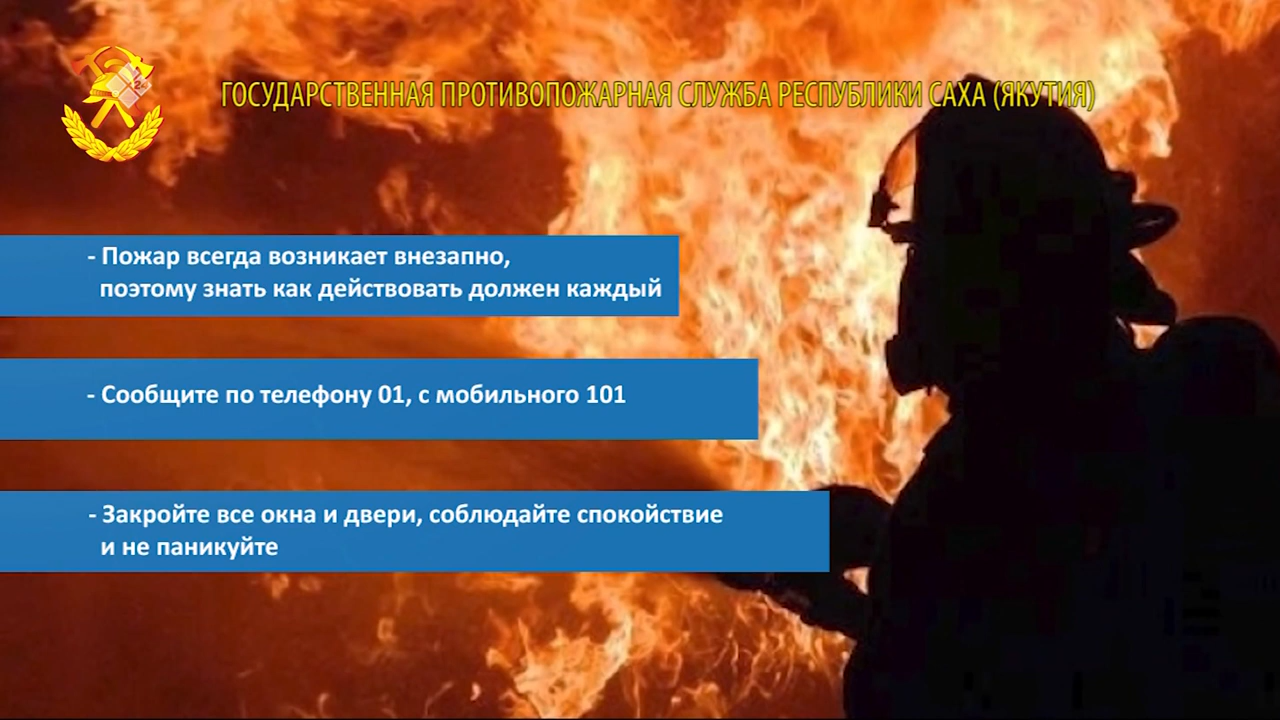 ГОСУДАРСТВЕННАЯ ПРОТИВОПОЖАРНАЯ СЛУЖБА РЕСПУБЛИКИ САХА (ЯКУТИЯ)
- Пожар всегда возникает внезапно,
поэтому знать как действовать должен каждый
- Сообщите по телефону 01, с мобильного 101
- Закройте все окна и двери, соблюдайте спокойствие
и не паникуйте